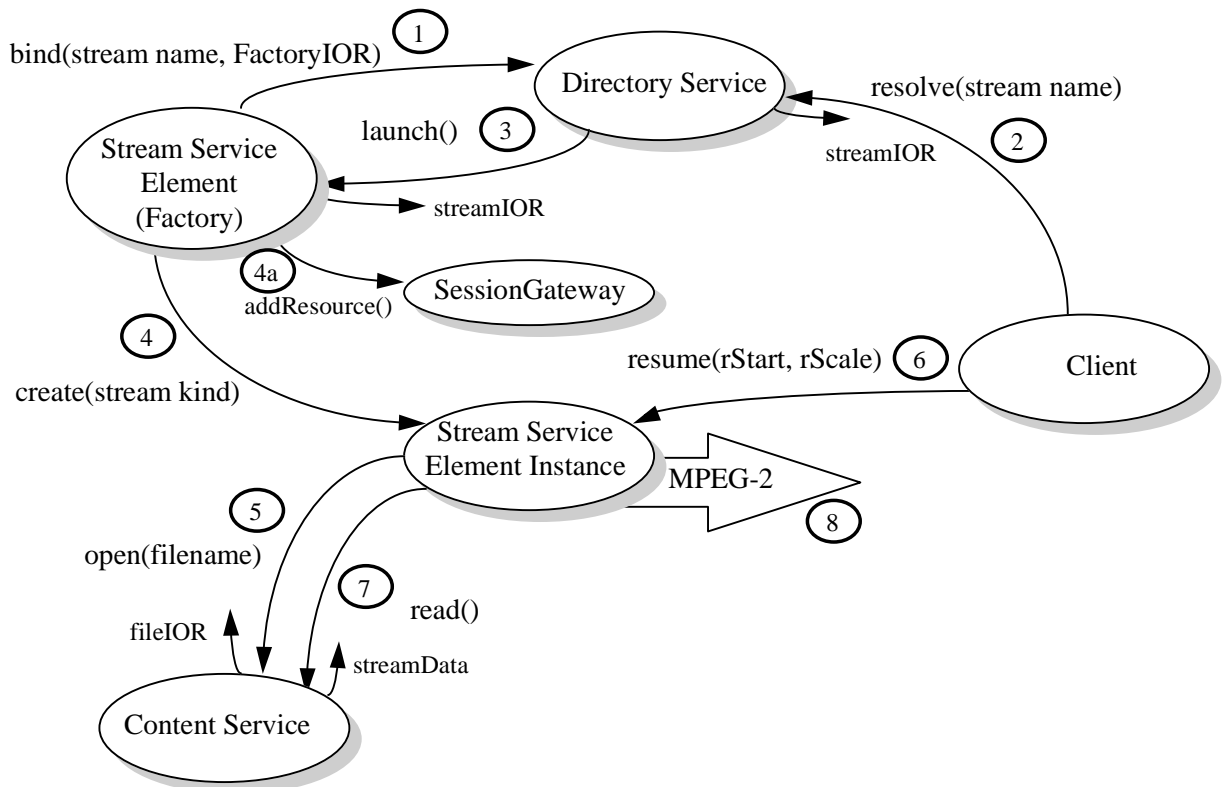 1
bind(stream name, FactoryIOR)
Directory Service
resolve(stream name)
launch()
3
2
streamIOR
Stream Service
Element
(Factory)
streamIOR
4a
addResource()
SessionGateway
4
create(stream kind)
resume(rStart, rScale)
6
Client
Stream Service
Element Instance
MPEG-2
8
5
open(filename)
7
read()
fileIOR
streamData
Content Service